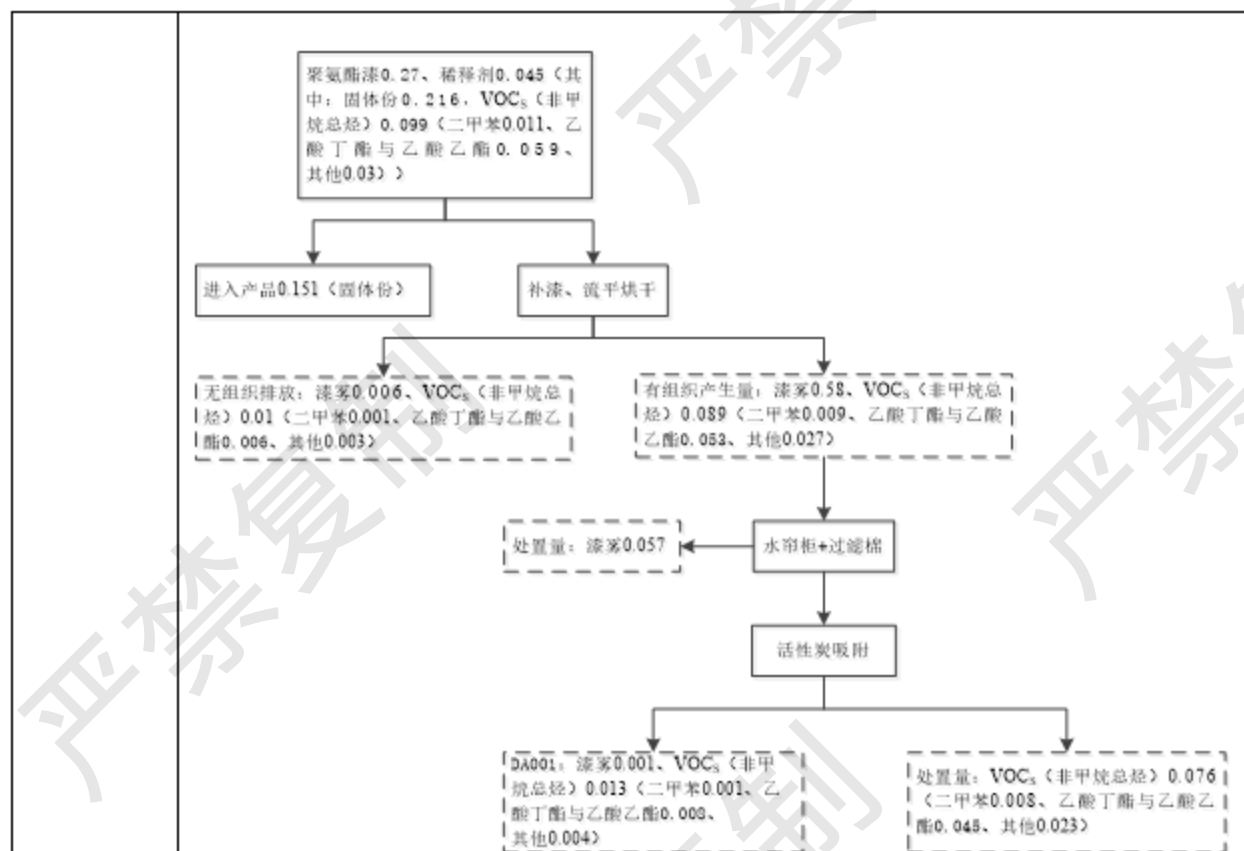 聚氨酯漆0.27、稀释剂0.045（其
中：固体份0.216，VOCs（非甲
烷总烃）0.099（二甲苯0.011、乙
酸丁酯与乙酸乙酯0.059、
其他0.03））
进入产品0.151（固体份）
补漆、流平烘干
无组织排放：漆雾0.006、VOCs（非甲烷总
烃）0.01（二甲苯0.001、乙酸丁酯与乙酸乙
酯0.006、其他0.003）
有组织产生量：漆雾0.58、VOCs（非甲烷总
烃）0.089（二甲苯0.009、乙酸丁酯与乙酸
乙酯0.053、其他0.027）
处置量：漆雾0.057
水帘柜+过滤棉
活性炭吸附
DA001：漆雾0.001、VOCs（非甲
烷总烃）0.013（二甲苯0.001、乙
酸丁酯与乙酸乙酯0.008、
其他0.004）
处置量：VOCs（非甲烷总烃）0.076
（二甲苯0.008、乙酸丁酯与乙酸乙
酯0.045、其他0.023）
严禁复制
严
严禁
制